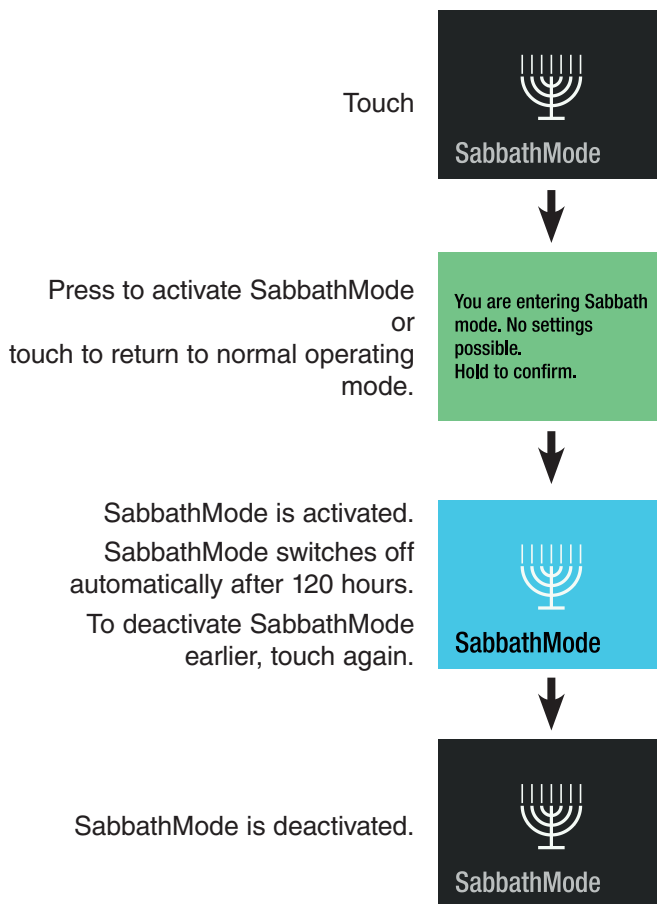 Touch
SabbathMode
Press to activate SabbathMode
or
touch to return to normal operating
mode.
You are entering Sabbath
mode. No settings
possible.
Hold to confirm.
SabbathMode is activated.
SabbathMode switches off
automatically after 120 hours.
To deactivate SabbathMode
earlier, touch again.
SabbathMode
SabbathMode is deactivated.
SabbathMode